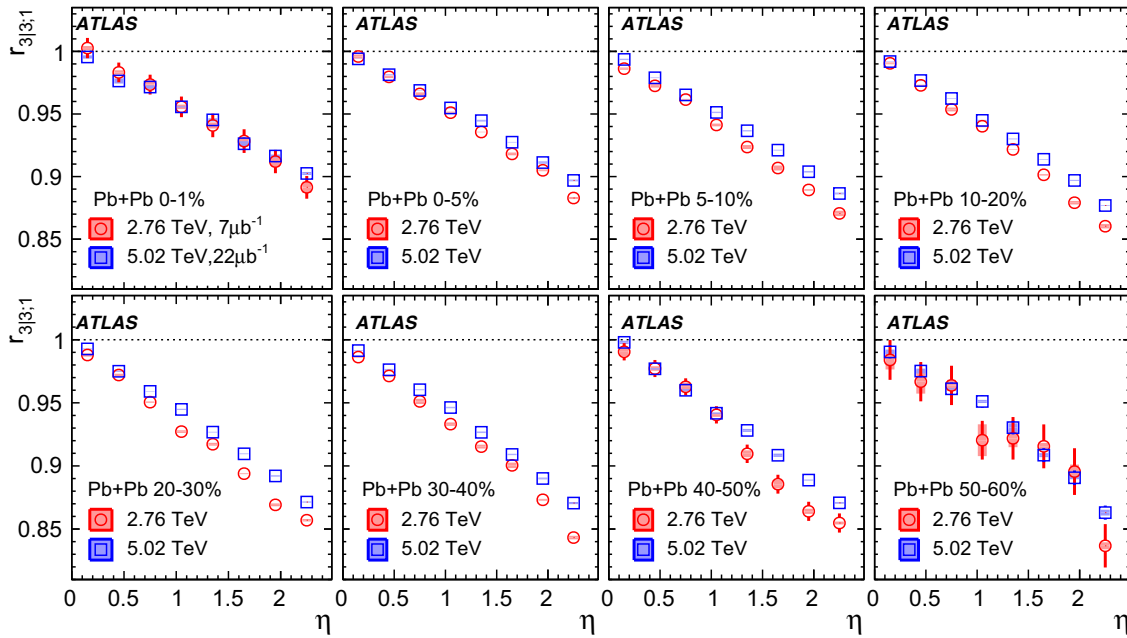 r3|3;1
ATLAS ATLAS ATLAS ATLAS
1
0.95
0.9
0.85
Pb+Pb 0-1% Pb+Pb 0-5% Pb+Pb 5-10% Pb+Pb 10-20%
2.76 TeV, 7μb-1 2.76 TeV 2.76 TeV 2.76 TeV
5.02 TeV,22μb-1 5.02 TeV 5.02 TeV 5.02 TeV
r3|3;1
ATLAS ATLAS ATLAS ATLAS
1
0.95
0.9
0.85
Pb+Pb 20-30% Pb+Pb 30-40% Pb+Pb 40-50% Pb+Pb 50-60%
2.76 TeV 2.76 TeV 2.76 TeV 2.76 TeV
5.02 TeV 5.02 TeV 5.02 TeV 5.02 TeV
0 0.5 1 1.5 2 0 0.5 1 1.5 2 0 0.5 1 1.5 2 0 0.5 1 1.5 2
η η η η